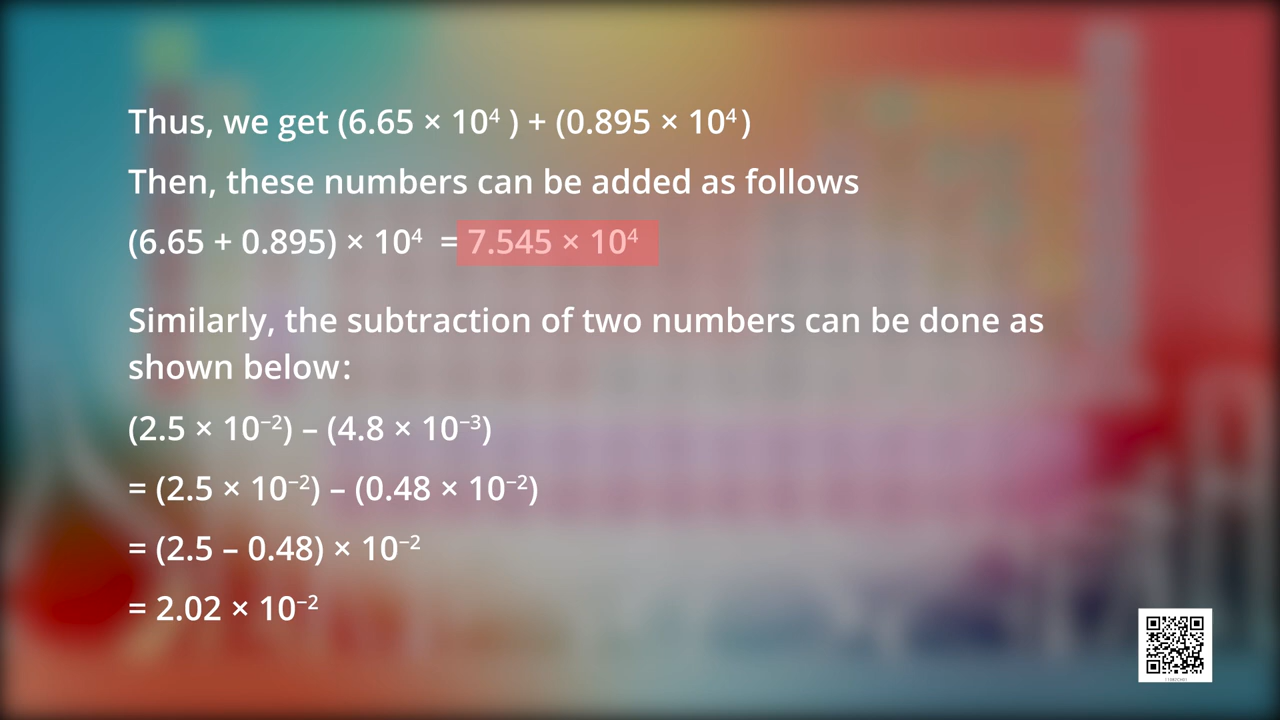 Thus, we get (6.65 × 10⁴ ) + (0.895 × 10⁴)
Then, these numbers can be added as follows
(6.65 + 0.895) × 10⁴ = 7.545 × 10⁴
Similarly, the subtraction of two numbers can be done as
shown below:
(2.5 × 10⁻²) – (4.8 × 10⁻³)
= (2.5 × 10⁻²) – (0.48 × 10⁻²)
= (2.5 – 0.48) × 10⁻²
= 2.02 × 10⁻²